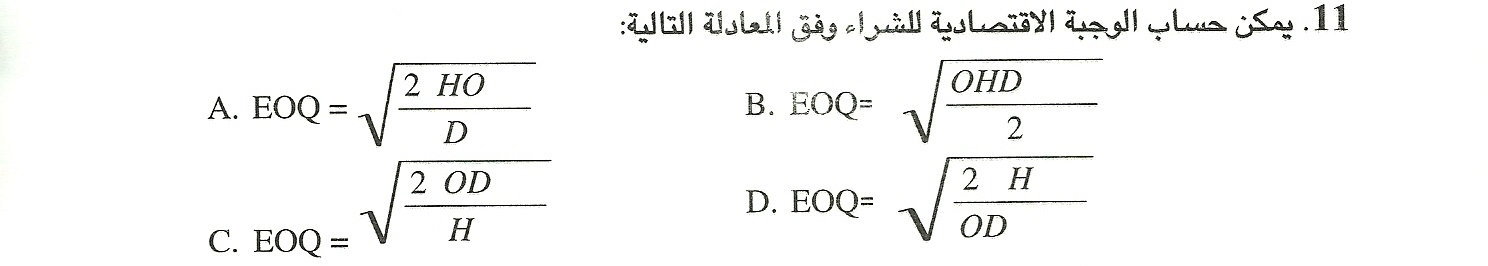 11. يمكن حساب الوجبة الاقتصادية للشراء وفق المعادلة التالية:
A. EOQ = √(2 HO / D)
B. EOQ= √(OHD / 2)
C. EOQ = √(2 OD / H)
D. EOQ= √(2 H / OD)